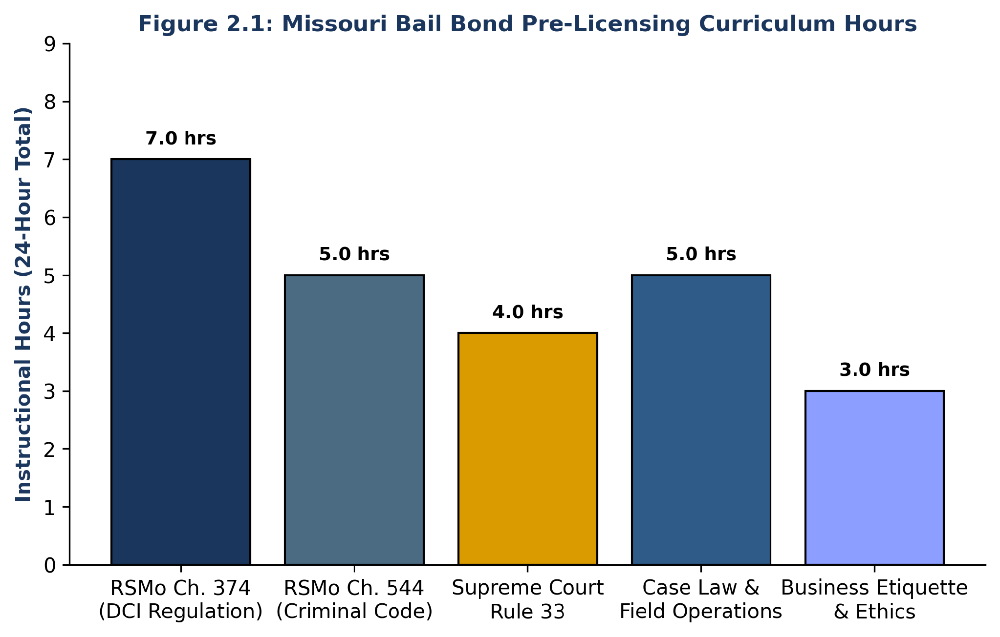 Figure 2.1: Missouri Bail Bond Pre-Licensing Curriculum Hours
Instructional Hours (24-Hour Total)
9
8
7
6
5
4
3
2
1
0
7.0 hrs
5.0 hrs
4.0 hrs
5.0 hrs
3.0 hrs
RSMo Ch. 374
(DCI Regulation)
RSMo Ch. 544
(Criminal Code)
Supreme Court
Rule 33
Case Law &
Field Operations
Business Etiquette
& Ethics